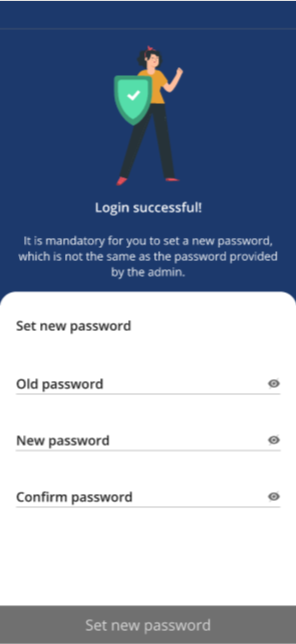 Login successful!
It is mandatory for you to set a new password,
which is not the same as the password provided
by the admin.
Set new password
Old password
New password
Confirm password
Set new password